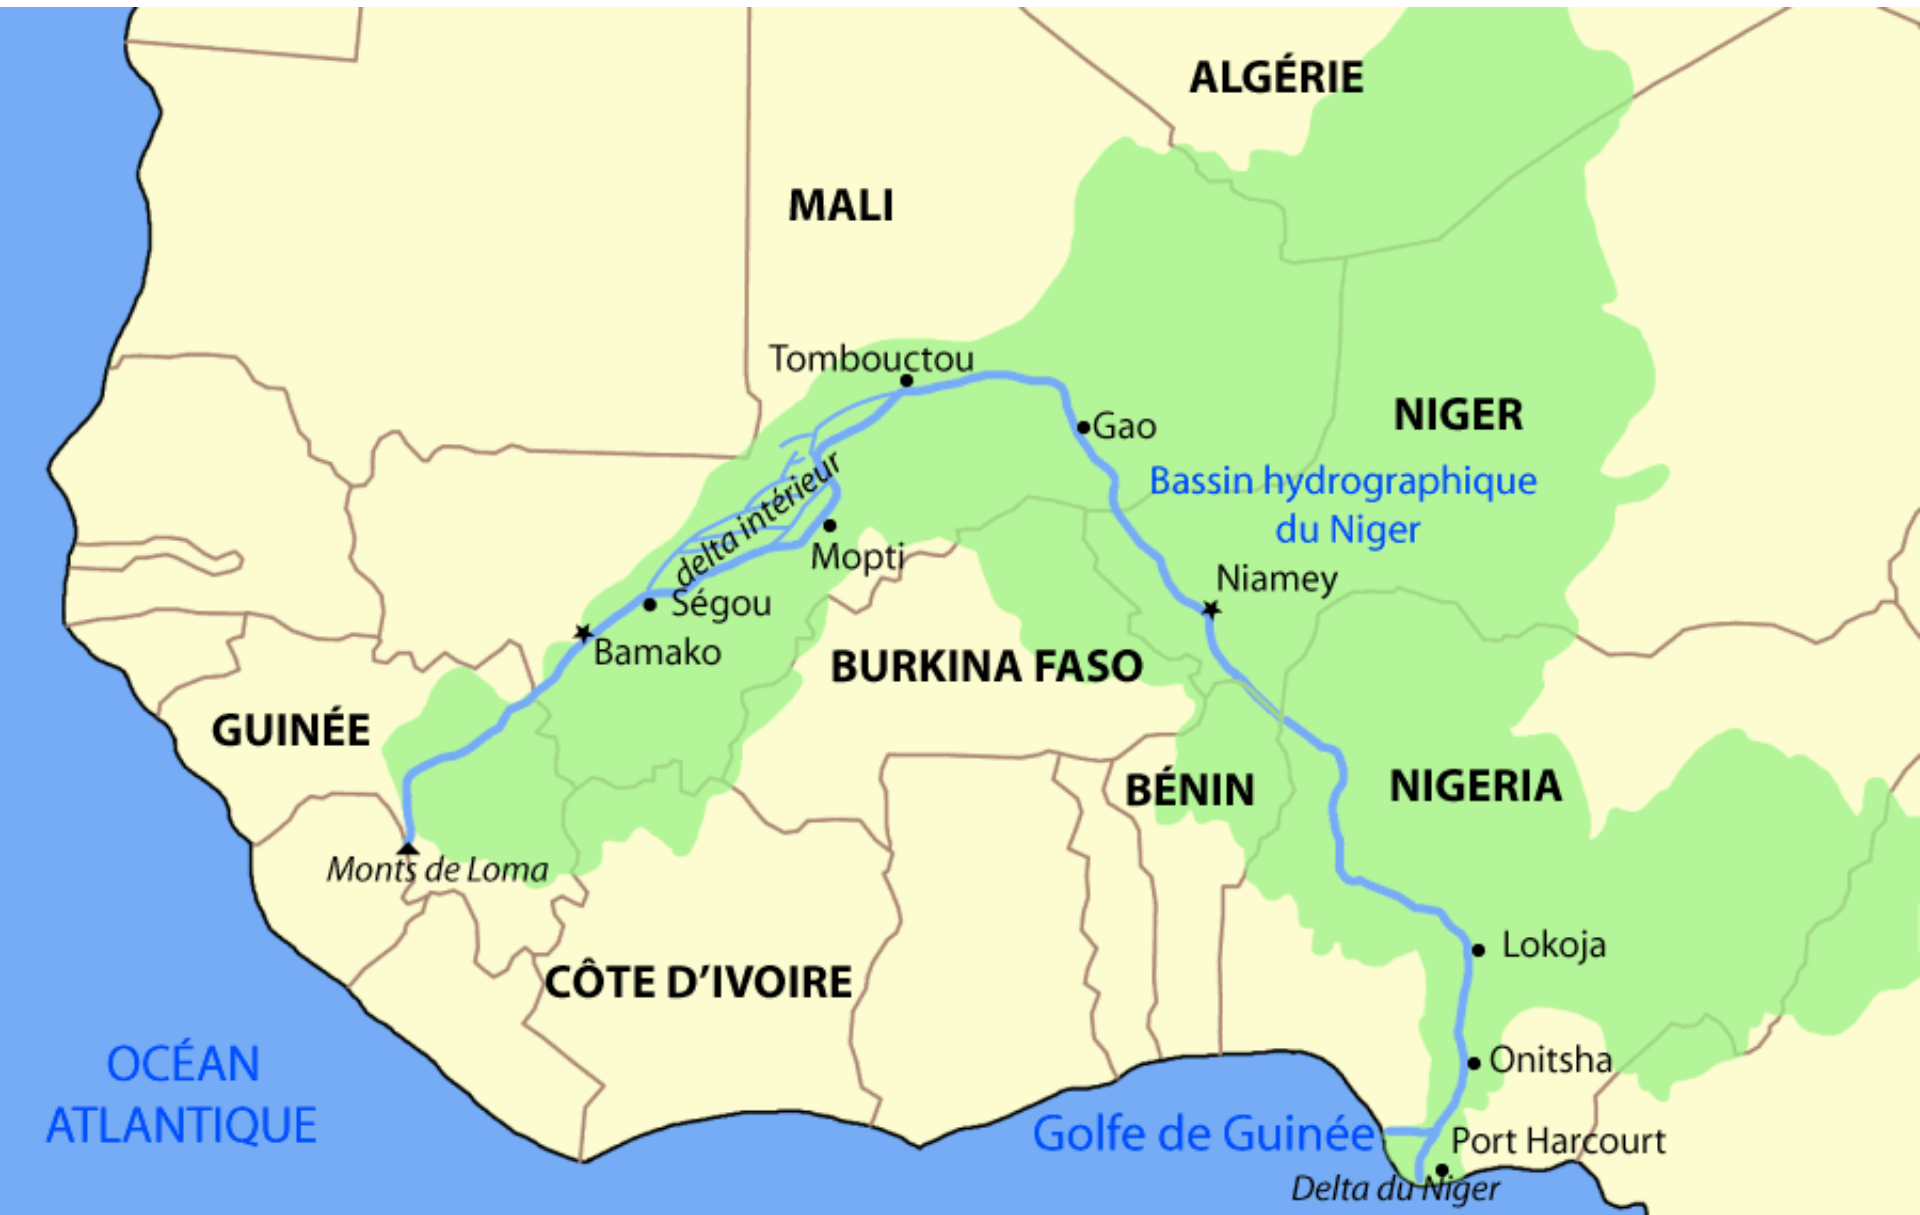 ALGÉRIE
MALI
Tombouctou
Gao
NIGER
Bassin hydrographique
du Niger
delta intérieur
Mopti
Niamey
Ségou
Bamako
BURKINA FASO
GUINÉE
BÉNIN
NIGERIA
Monts de Loma
Lokoja
CÔTE D’IVOIRE
OCÉAN
ATLANTIQUE
Onitsha
Golfe de Guinée
Port Harcourt
Delta du Niger